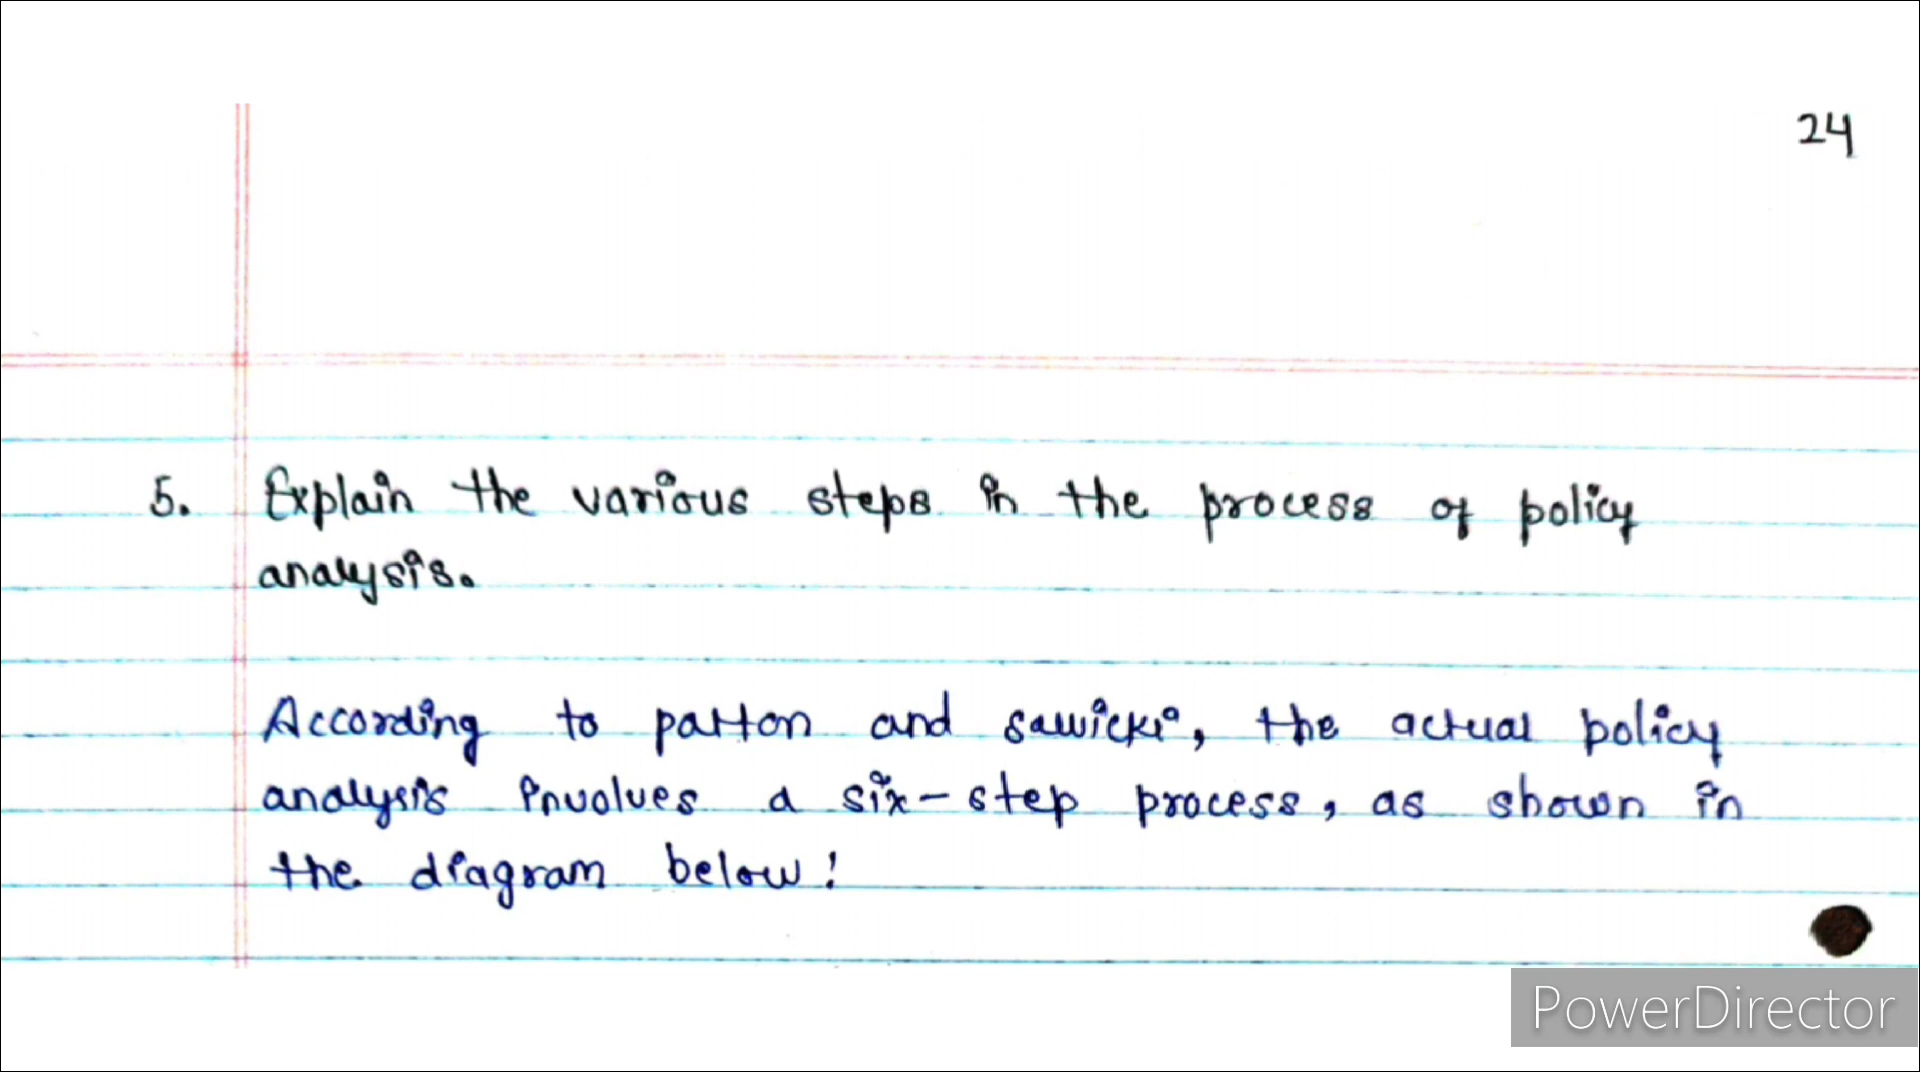 24
5. Explain the various steps in the process of policy
analysis.
According to patton and sawicki, the actual policy
analysis involves a six-step process, as shown in
the diagram below:
PowerDirector